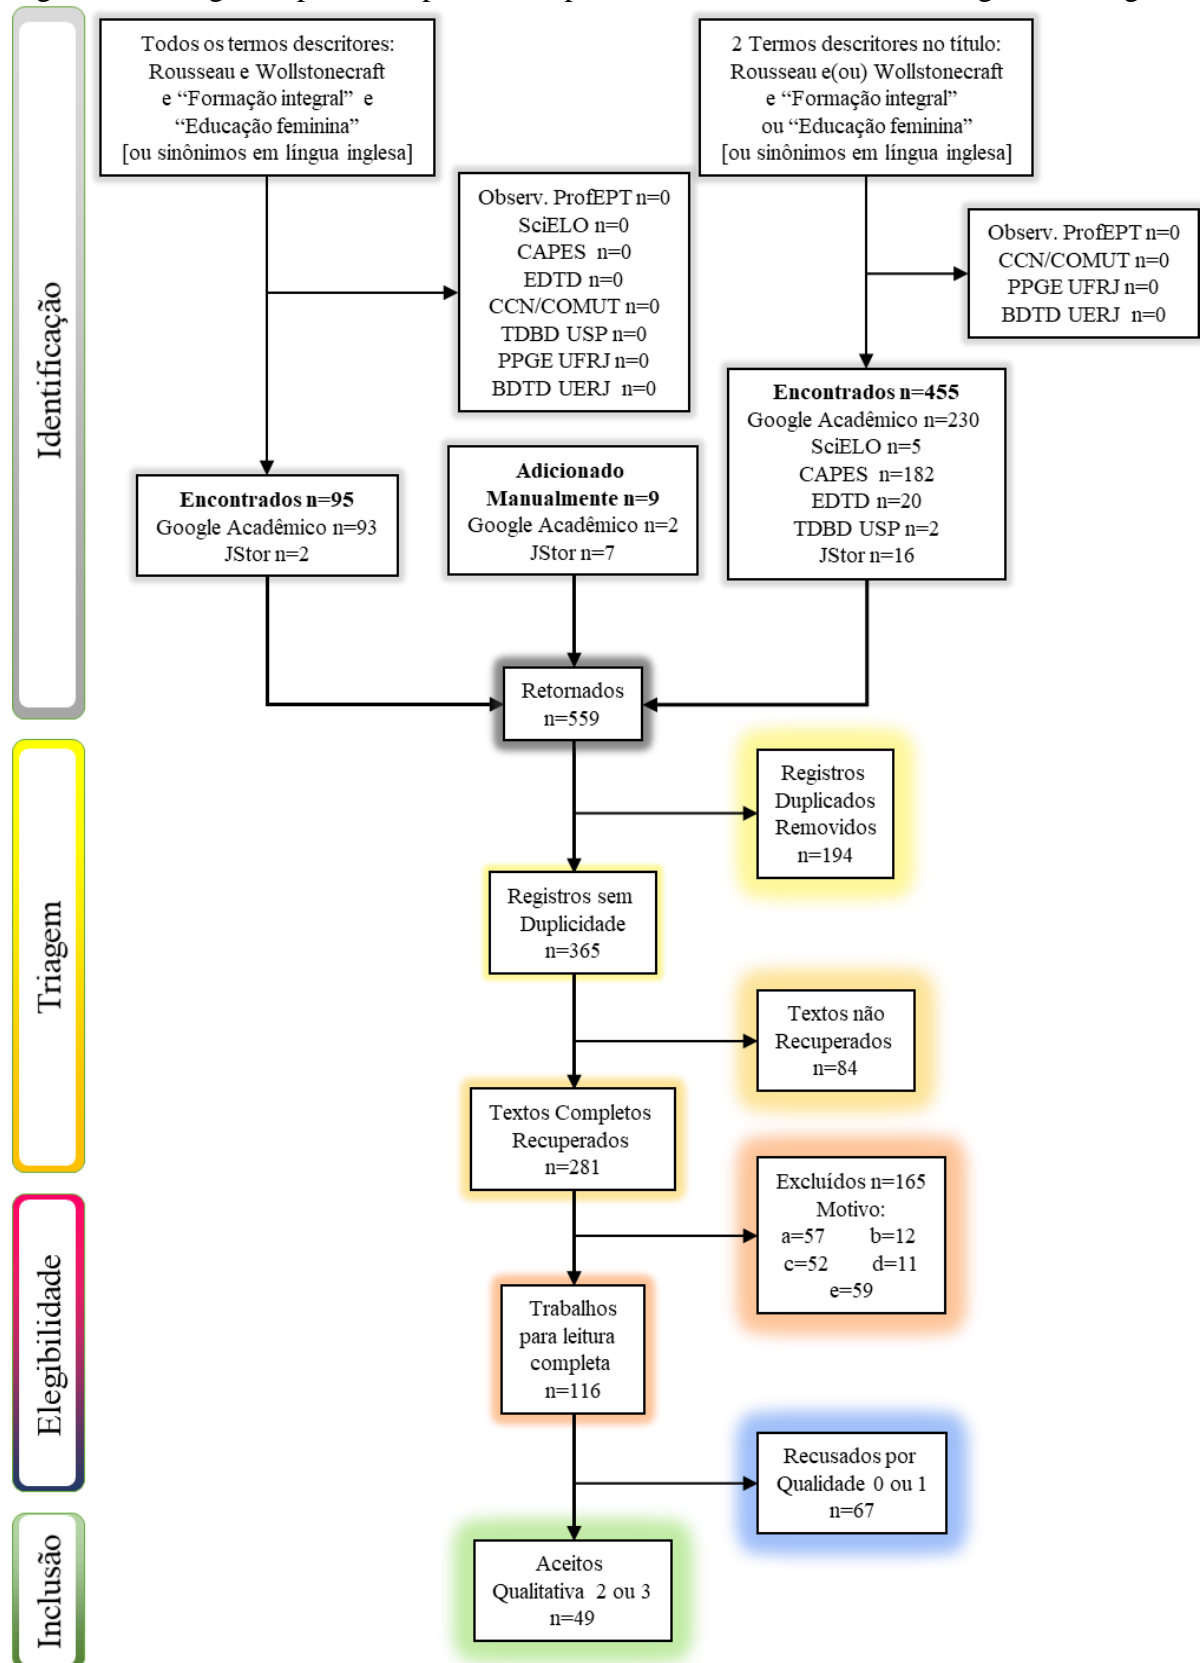 Todos os termos descritores:
Rousseau e Wollstonecraft
e “Formação integral” e
“Educação feminina”
[ou sinônimos em língua inglesa]
2 Termos descritores no título:
Rousseau e(ou) Wollstonecraft
e “Formação integral”
ou “Educação feminina”
[ou sinônimos em língua inglesa]
Identificação
Observ. ProfEPT n=0
SciELO n=0
CAPES n=0
EDTD n=0
CCN/COMUT n=0
TDBD USP n=0
PPGE UFRJ n=0
BDTD UERJ n=0
Observ. ProfEPT n=0
CCN/COMUT n=0
PPGE UFRJ n=0
BDTD UERJ n=0
Encontrados n=95
Google Acadêmico n=93
JStor n=2
Adicionado
Manualmente n=9
Google Acadêmico n=2
JStor n=7
Encontrados n=455
Google Acadêmico n=230
SciELO n=5
CAPES n=182
EDTD n=20
TDBD USP n=2
JStor n=16
Retornados
n=559
Triagem
Registros
Duplicados
Removidos
n=194
Registros sem
Duplicidade
n=365
Textos não
Recuperados
n=84
Textos Completos
Recuperados
n=281
Elegibilidade
Excluídos n=165
Motivo:
a=57 b=12
c=52 d=11
e=59
Trabalhos
para leitura
completa
n=116
Recusados por
Qualidade 0 ou 1
n=67
Inclusão
Aceitos
Qualitativa 2 ou 3
n=49